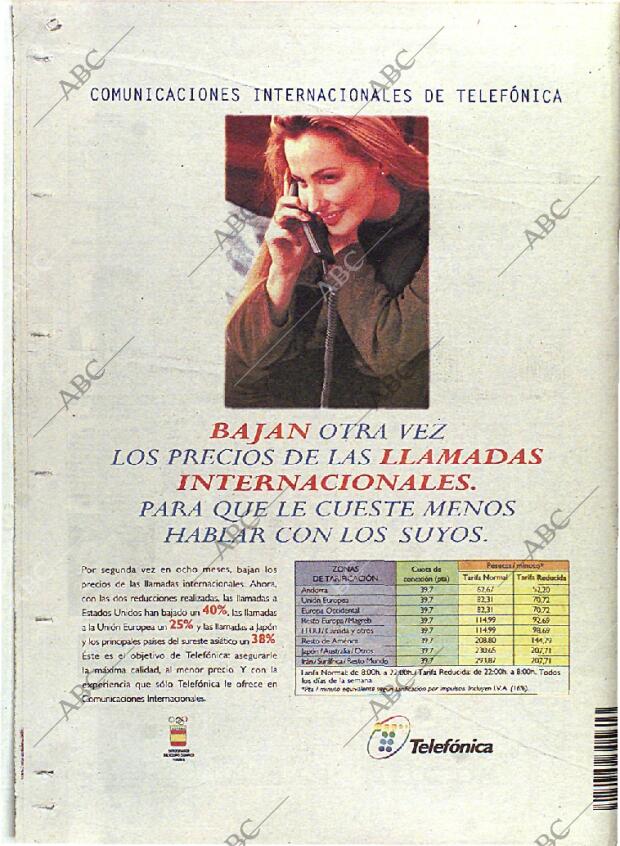 COMUNICACIONES INTERNACIONALES DE TELEFÓNICA
BAJAN OTRA VEZ
LOS PRECIOS DE LAS LLAMADAS
INTERNACIONALES.
PARA QUE LE CUESTE MENOS
HABLAR CON LOS SUYOS.
Por segunda vez en ocho meses, bajan los
precios de las llamadas internacionales. Ahora,
con las dos reducciones realizadas, las llamadas a
Estados Unidos han bajado un 40%, las llamadas
a la Unión Europea un 25% y las llamadas a Japón
y los principales países del sureste asiático un 38%.
Éste es el objetivo de Telefónica: asegurarle
la máxima calidad, al menor precio. Y con la
experiencia que sólo Telefónica le ofrece en
Comunicaciones Internacionales.
ZONAS DE TARIFICACIÓN Cuota de conexión (pta) Pesetas / minuto*
Tarifa Normal Tarifa Reducida
Andorra 39,7 62,67 52,20
Unión Europea 39,7 82,31 70,72
Europa Occidental 39,7 82,31 70,72
Resto Europa / Magreb 39,7 114,99 92,69
EE.UU. / Canadá y otros 39,7 114,99 98,69
Resto de América 39,7 208,80 144,79
Japón / Australia / Otros 39,7 230,65 207,71
Irán / Suráfrica / Resto Mundo 39,7 293,87 207,71
Tarifa Normal: de 8:00h. a 22:00h. / Tarifa Reducida: de 22:00h. a 8:00h. Todos
los días de la semana.
*Pta / minuto equivalente según tarificación por impulsos. Incluyen I.V.A. (16%).
Telefónica
ABC